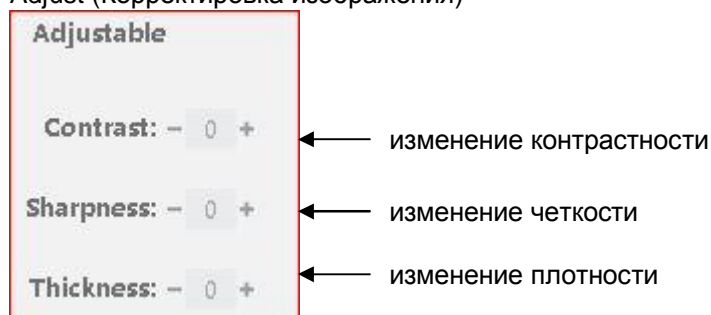 Adjust (Корректировка изображения)
Adjustable
Contrast: – 0 + изменение контрастности
Sharpness: – 0 + изменение четкости
Thickness: – 0 + изменение плотности